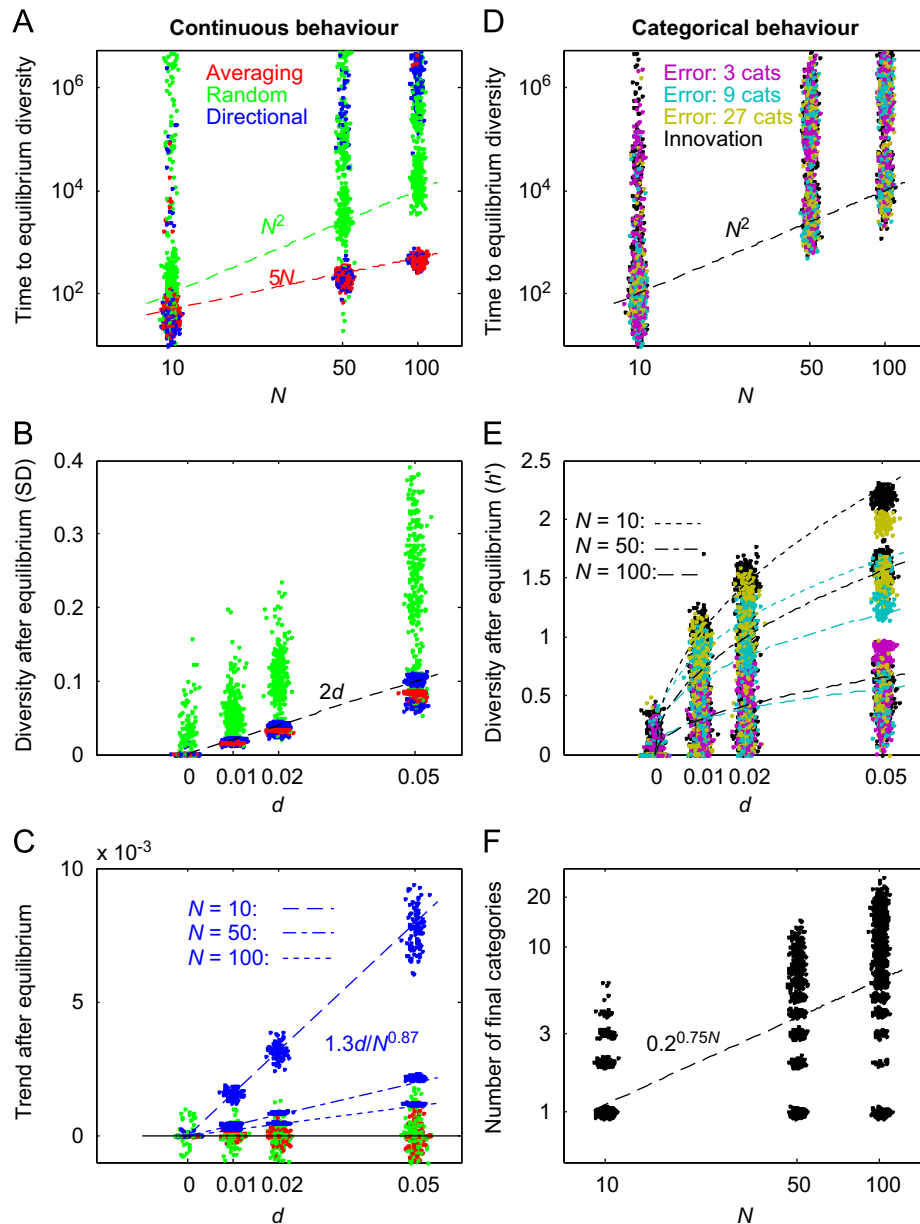 A
Continuous behaviour
Time to equilibrium diversity
10^6
10^4
10^2
Averaging
Random
Directional
N^2
5N
10 50 100
N
D
Categorical behaviour
Time to equilibrium diversity
10^6
10^4
10^2
Error: 3 cats
Error: 9 cats
Error: 27 cats
Innovation
N^2
10 50 100
N
B
Diversity after equilibrium (SD)
0.4
0.3
0.2
0.1
0
2d
0 0.01 0.02 0.05
d
E
Diversity after equilibrium (h')
2.5
2
1.5
1
0.5
0
N = 10:
N = 50:
N = 100:
0 0.01 0.02 0.05
d
C
x 10^-3
Trend after equilibrium
10
5
0
N = 10:
N = 50:
N = 100:
1.3d/N^0.87
0 0.01 0.02 0.05
d
F
Number of final categories
20
10
3
1
0.2^0.75N
10 50 100
N